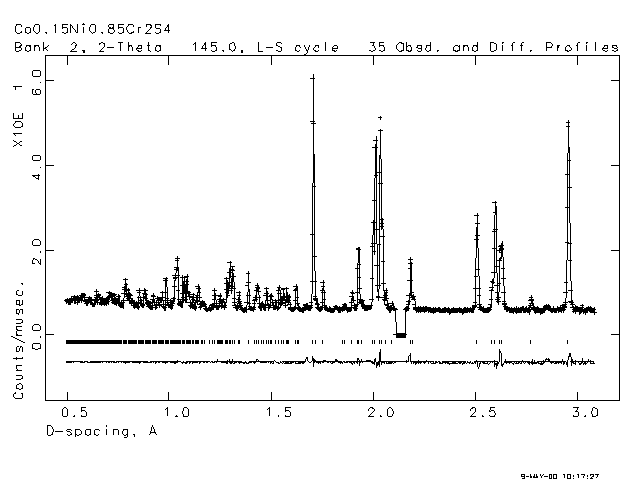 Co0.15Ni0.85Cr2S4
Bank 2, 2-Theta 145.0, L-S cycle 35 Obsd. and Diff. Profiles
X10E 1
6.0
4.0
2.0
0.0
Counts/musec.
0.5 1.0 1.5 2.0 2.5 3.0
D-spacing, A
9-MAY-00 10:17:27